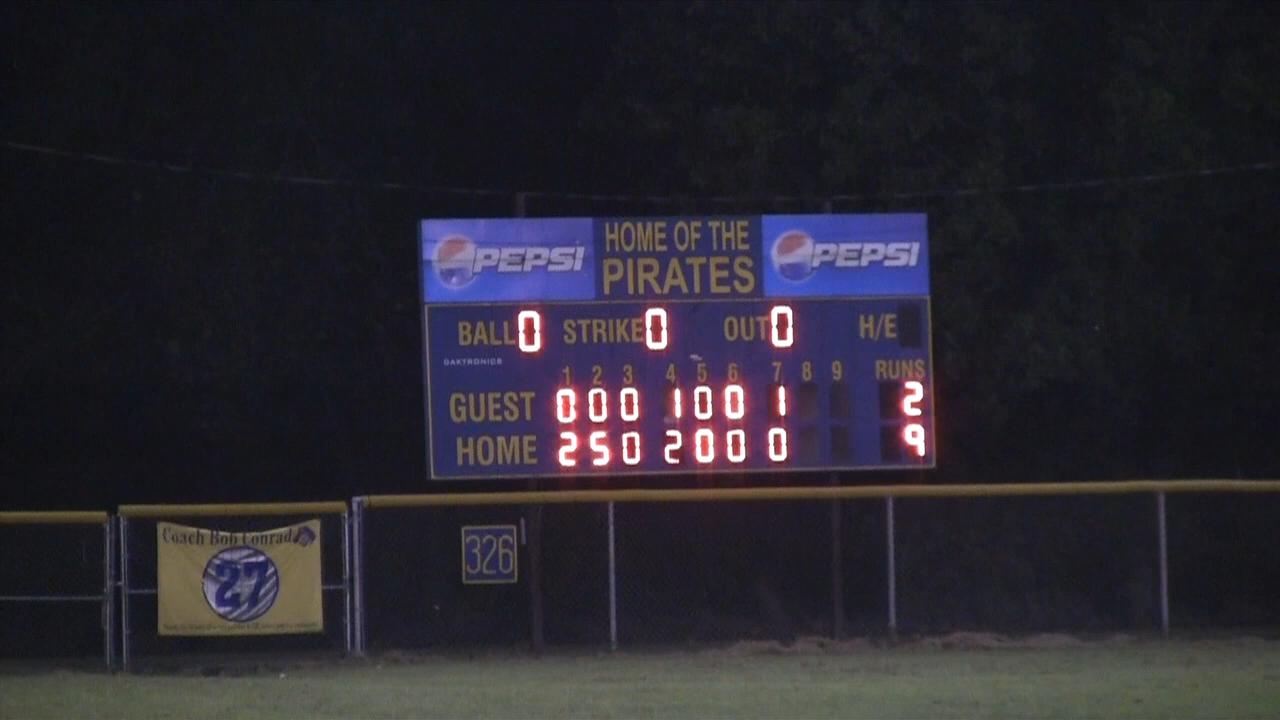 PEPSI HOME OF THE PIRATES PEPSI
BALL 0 STRIKE 0 OUT 0 H/E
DAKTRONICS
1 2 3 4 5 6 7 8 9 RUNS
GUEST 0 0 0 1 0 0 1 2
HOME 2 5 0 2 0 0 0 9
Coach Bob Conrad
27
326